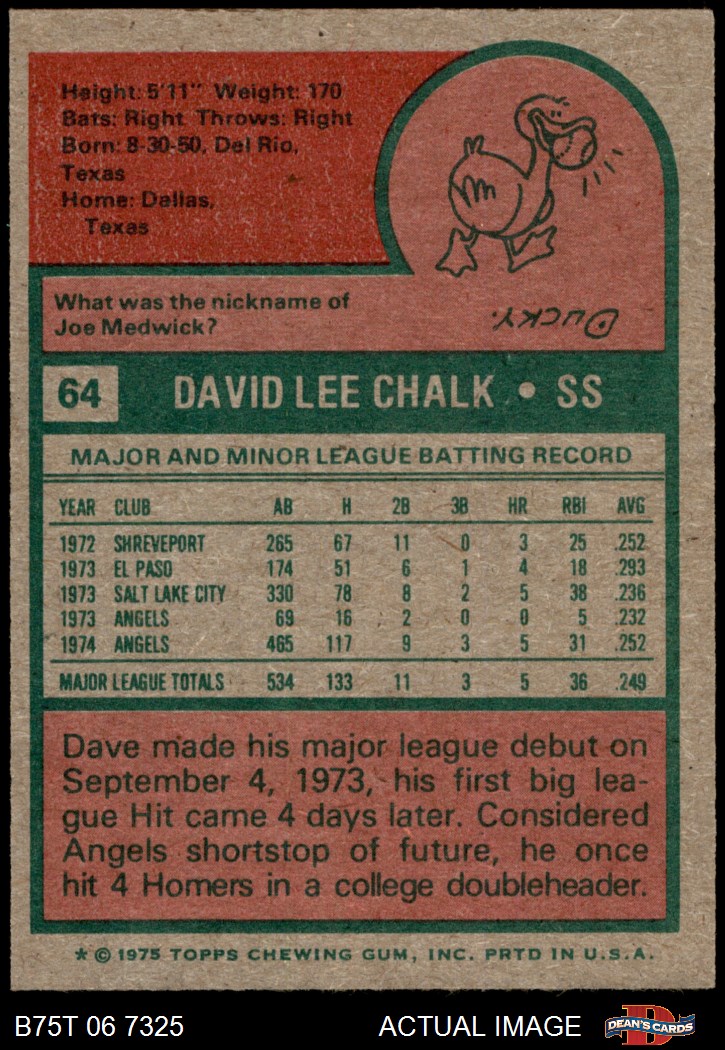 Height: 5'11" Weight: 170
Bats: Right Throws: Right
Born: 8-30-50, Del Rio,
Texas
Home: Dallas,
Texas
What was the nickname of
Joe Medwick?
DUCKY.
64 DAVID LEE CHALK • SS
MAJOR AND MINOR LEAGUE BATTING RECORD
YEAR CLUB AB H 2B 3B HR RBI AVG
1972 SHREVEPORT 265 67 11 0 3 25 .252
1973 EL PASO 174 51 6 1 4 18 .293
1973 SALT LAKE CITY 330 78 8 2 5 38 .236
1973 ANGELS 69 16 2 0 0 5 .232
1974 ANGELS 465 117 9 3 5 31 .252
MAJOR LEAGUE TOTALS 534 133 11 3 5 36 .249
Dave made his major league debut on
September 4, 1973, his first big lea-
gue Hit came 4 days later. Considered
Angels shortstop of future, he once
hit 4 Homers in a college doubleheader.
* © 1975 TOPPS CHEWING GUM, INC. PRTD IN U.S.A.
B75T 06 7325 ACTUAL IMAGE D DEAN'S CARDS